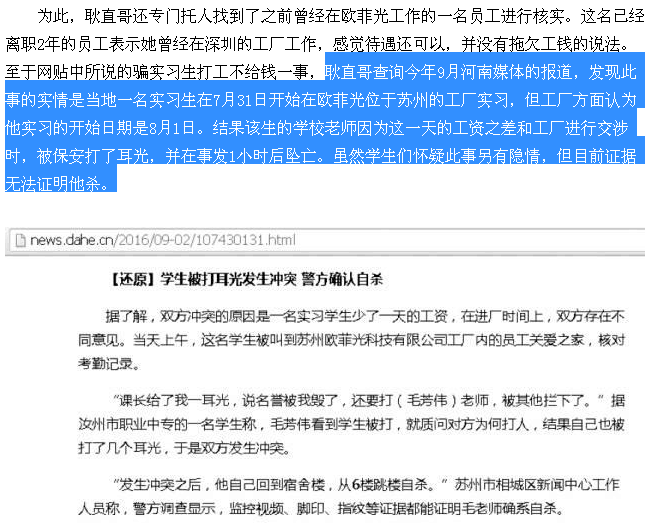 为此，耿直哥还专门托人找到了之前曾经在欧菲光工作的一名员工进行核实。这名已经
离职2年的员工表示她曾经在深圳的工厂工作，感觉待遇还可以，并没有拖欠工钱的说法。
至于网贴中所说的骗实习生打工不给钱一事，耿直哥查询今年9月河南媒体的报道，发现此
事的实情是当地一名实习生在7月31日开始在欧菲光位于苏州的工厂实习，但工厂方面认为
他实习的开始日期是8月1日。结果该生的学校老师因为这一天的工资之差和工厂进行交涉
时，被保安打了耳光，并在事发1小时后坠亡。虽然学生们怀疑此事另有隐情，但目前证据
无法证明他杀。
news.dahe.cn/2016/09-02/107430131.html
【还原】学生被打耳光发生冲突 警方确认自杀
据了解，双方冲突的原因是一名实习学生少了一天的工资，在进厂时间上，双方存在不
同意见。当天上午，这名学生被叫到苏州欧菲光科技有限公司工厂内的员工关爱之家，核对
考勤记录。
“课长给了我一耳光，说名誉被我毁了，还要打（毛芳伟）老师，被其他拦下了。”据
汝州市职业中专的一名学生称，毛芳伟看到学生被打，就质问对方为何打人，结果自己也被
打了几个耳光，于是双方发生冲突。
“发生冲突之后，他自己回到宿舍楼，从6楼跳楼自杀。”苏州市相城区新闻中心工作
人员称，警方调查显示，监控视频、脚印、指纹等证据都能证明毛老师确系自杀。